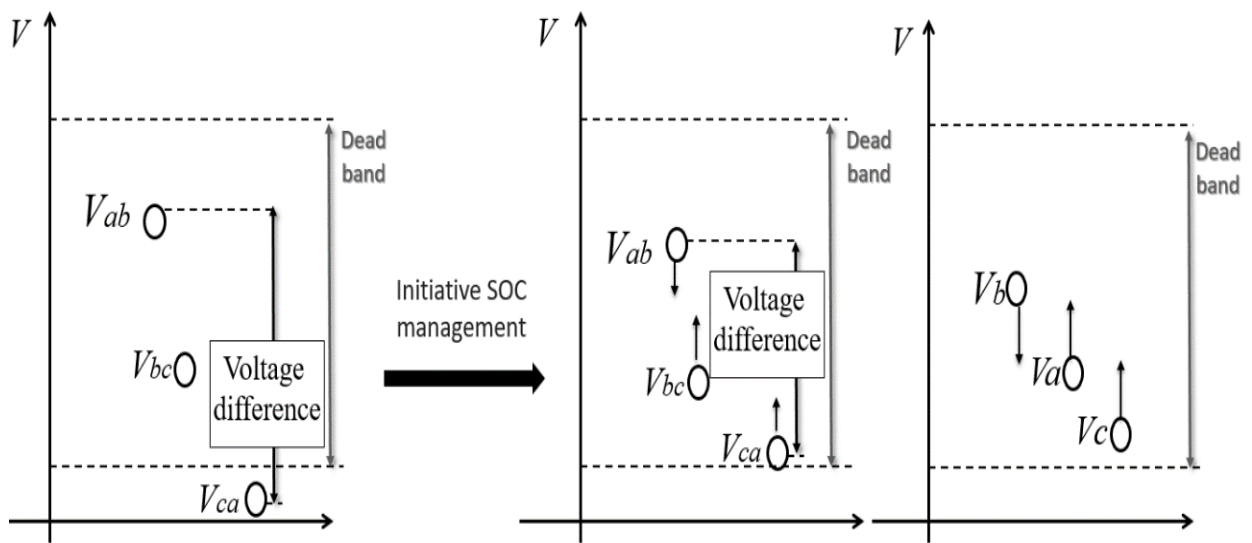 V
Dead
band
Vab
Vbc
Voltage
difference
Vca
Initiative SOC
management
V
Dead
band
Vab
Voltage
difference
Vbc
Vca
V
Dead
band
Vb
Va
Vc